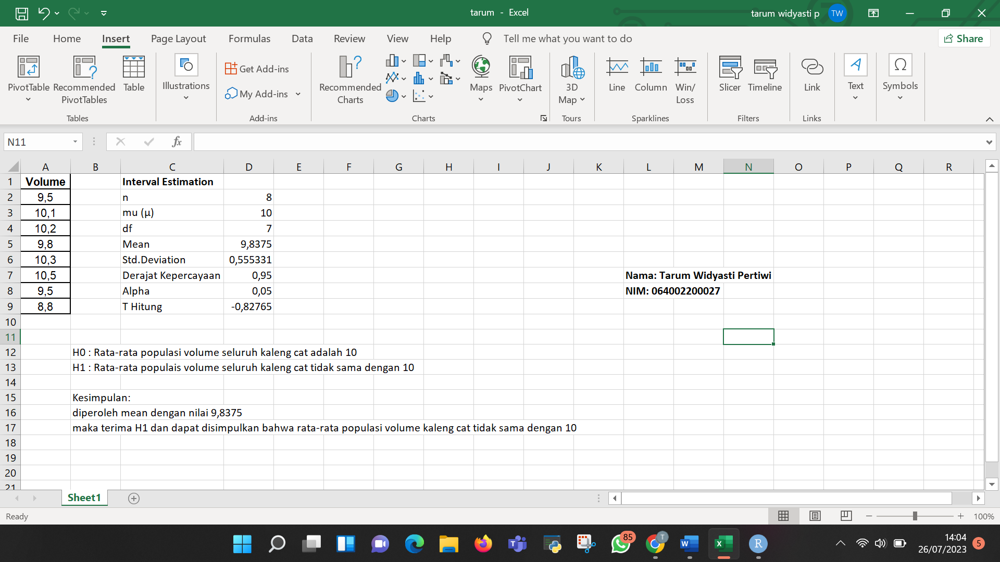 tarum - Excel
tarum widyasti p TW
File Home Insert Page Layout Formulas Data Review View Help Tell me what you want to do Share
PivotTable
Recommended PivotTables
Table
Illustrations
Get Add-ins
My Add-ins
Recommended Charts
Maps
PivotChart
3D Map
Line
Column
Win/ Loss
Slicer
Timeline
Link
Text
Symbols
Tables Add-ins Charts Tours Sparklines Filters Links
N11 fx
A B C D E F G H I J K L M N O P Q R
1 Volume Interval Estimation
2 9,5 n 8
3 10,1 mu (μ) 10
4 10,2 df 7
5 9,8 Mean 9,8375
6 10,3 Std.Deviation 0,555331
7 10,5 Derajat Kepercayaan 0,95 Nama: Tarum Widyasti Pertiwi
8 9,5 Alpha 0,05 NIM: 064002200027
9 8,8 T Hitung -0,82765
10
11
12 H0 : Rata-rata populasi volume seluruh kaleng cat adalah 10
13 H1 : Rata-rata populais volume seluruh kaleng cat tidak sama dengan 10
14
15 Kesimpulan:
16 diperoleh mean dengan nilai 9,8375
17 maka terima H1 dan dapat disimpulkan bahwa rata-rata populasi volume kaleng cat tidak sama dengan 10
18
19
20
21
Sheet1
Ready 100%
85 T 14:04
26/07/2023 5